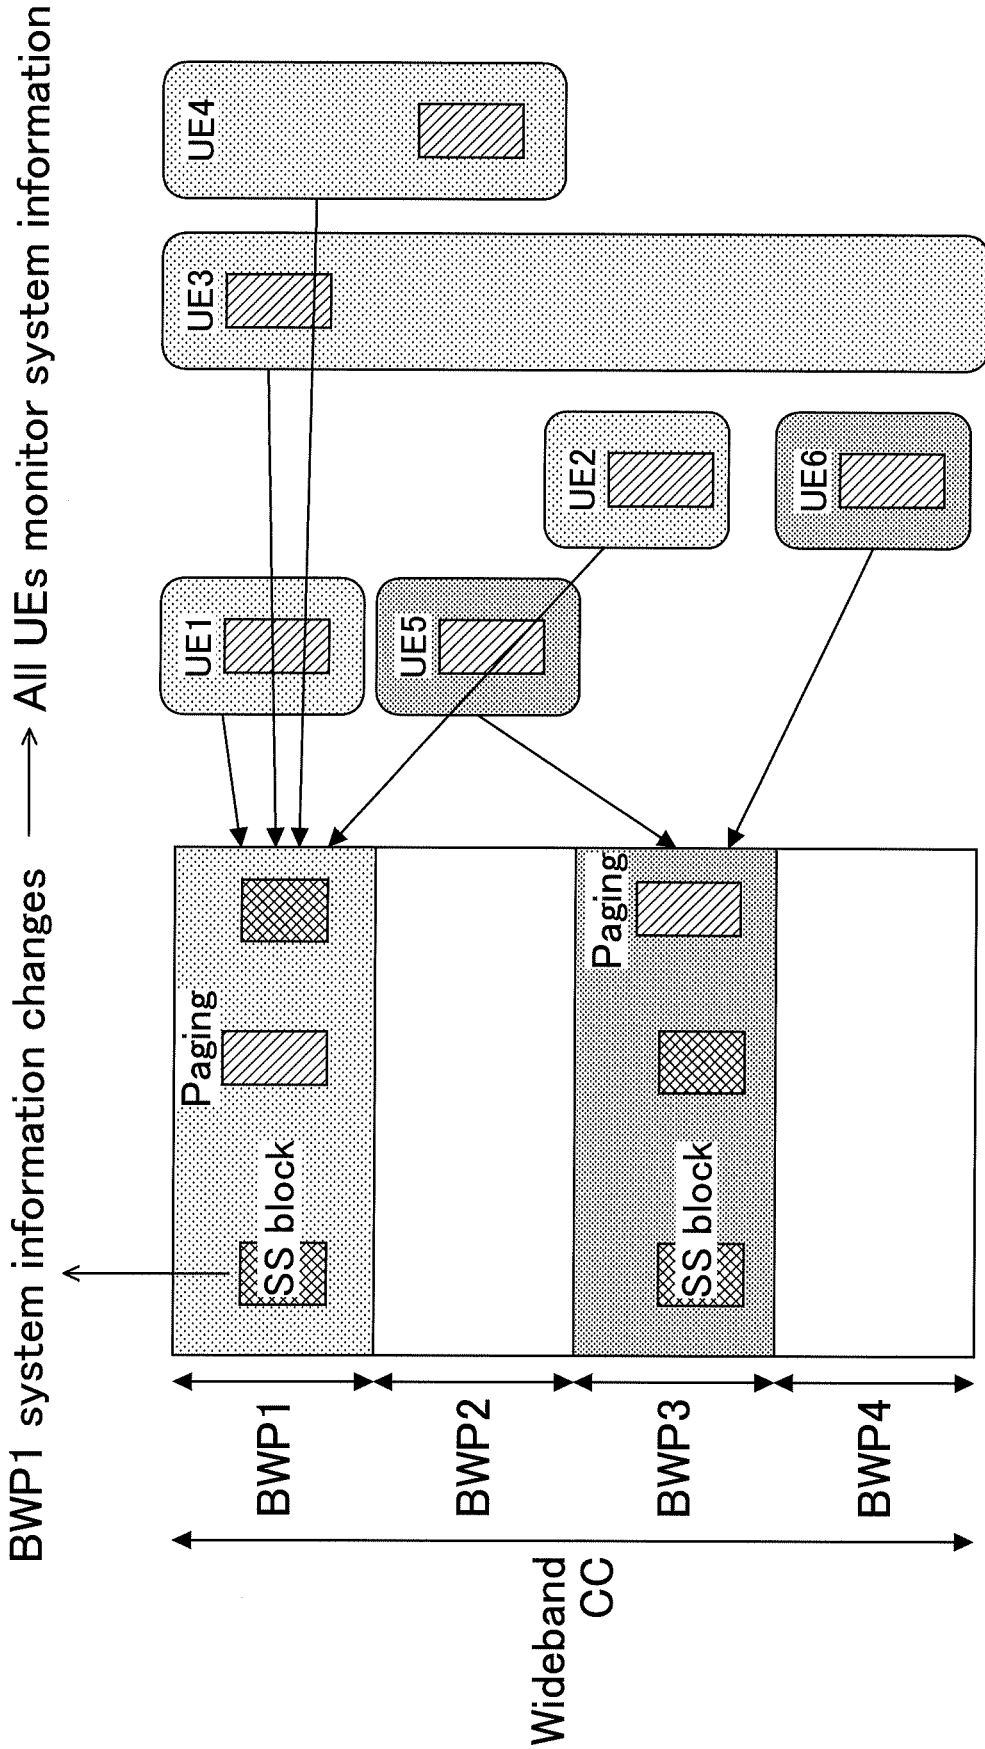 BWP1 system information changes → All UEs monitor system information
Wideband
CC
BWP1
BWP2
BWP3
BWP4
SS block
Paging
SS block
Paging
UE1
UE5
UE2
UE6
UE3
UE4